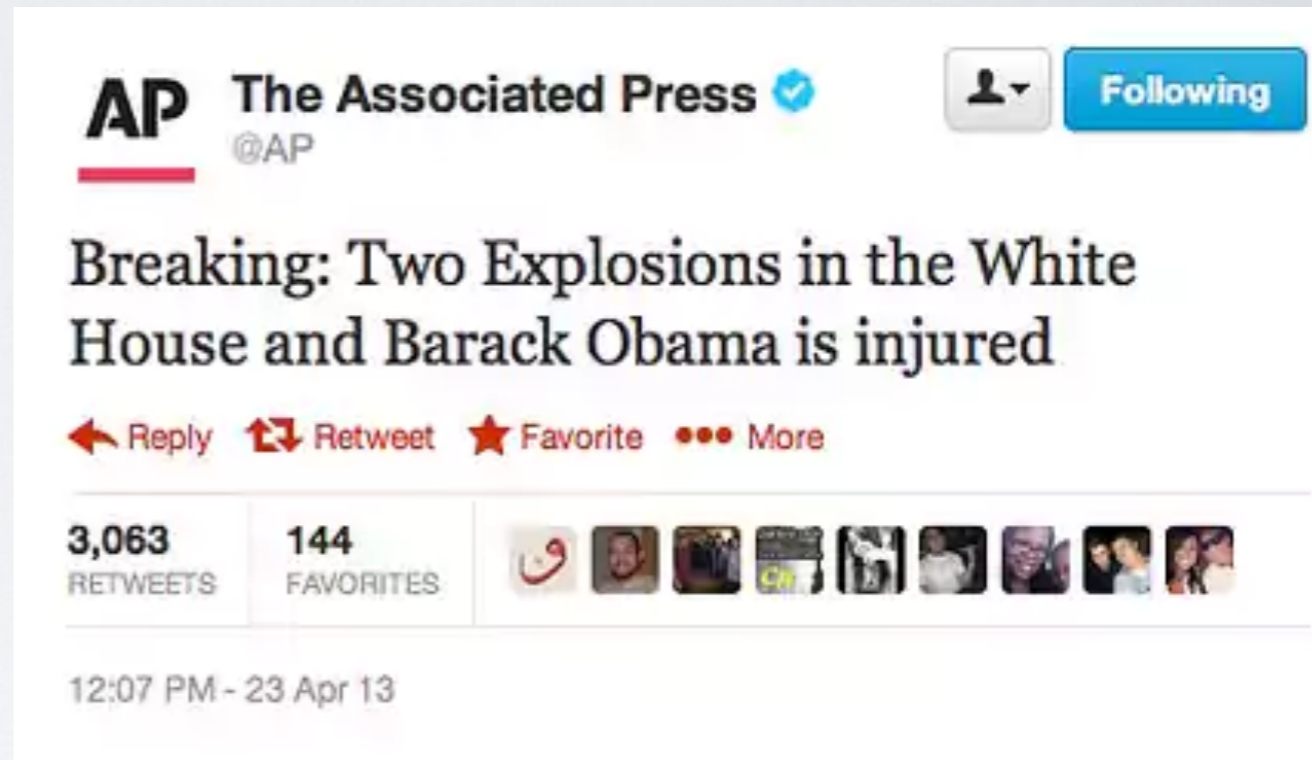 AP The Associated Press Following
@AP
Breaking: Two Explosions in the White
House and Barack Obama is injured
Reply Retweet Favorite More
3,063 144
RETWEETS FAVORITES
12:07 PM - 23 Apr 13